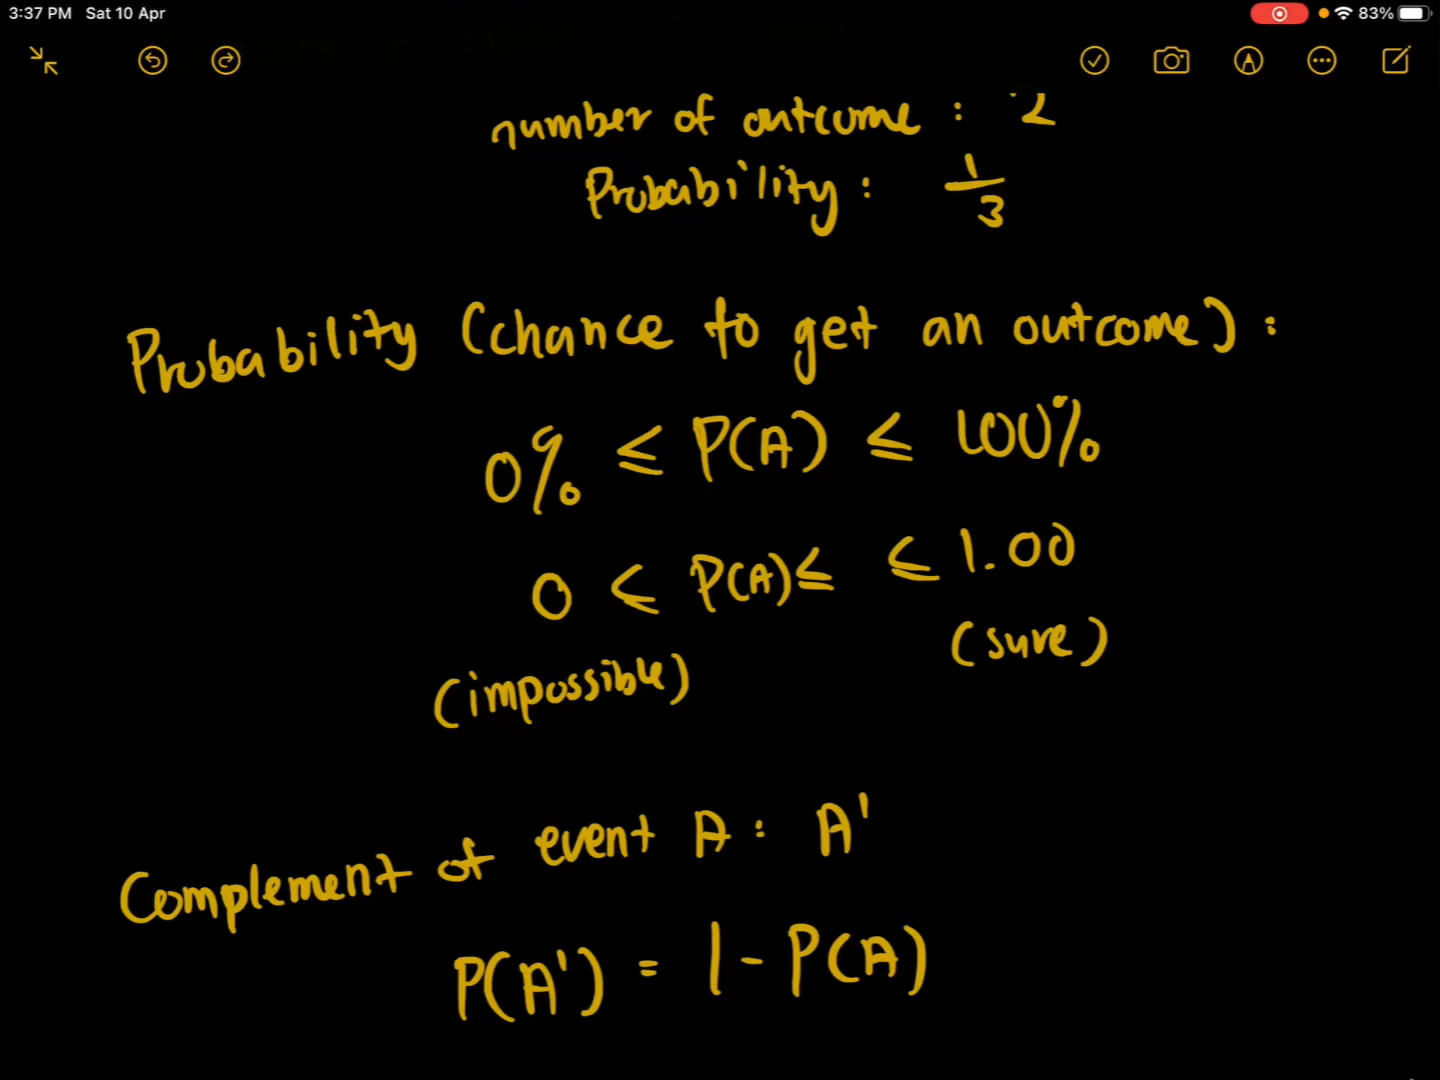 3:37 PM Sat 10 Apr 83%
number of outcome : 2
Probability : 1/3
Probability (chance to get an outcome) :
0% ≤ P(A) ≤ 100%
0 ≤ P(A) ≤ ≤ 1.00
(impossible) (sure)
Complement of event A : A'
P(A') = 1 - P(A)